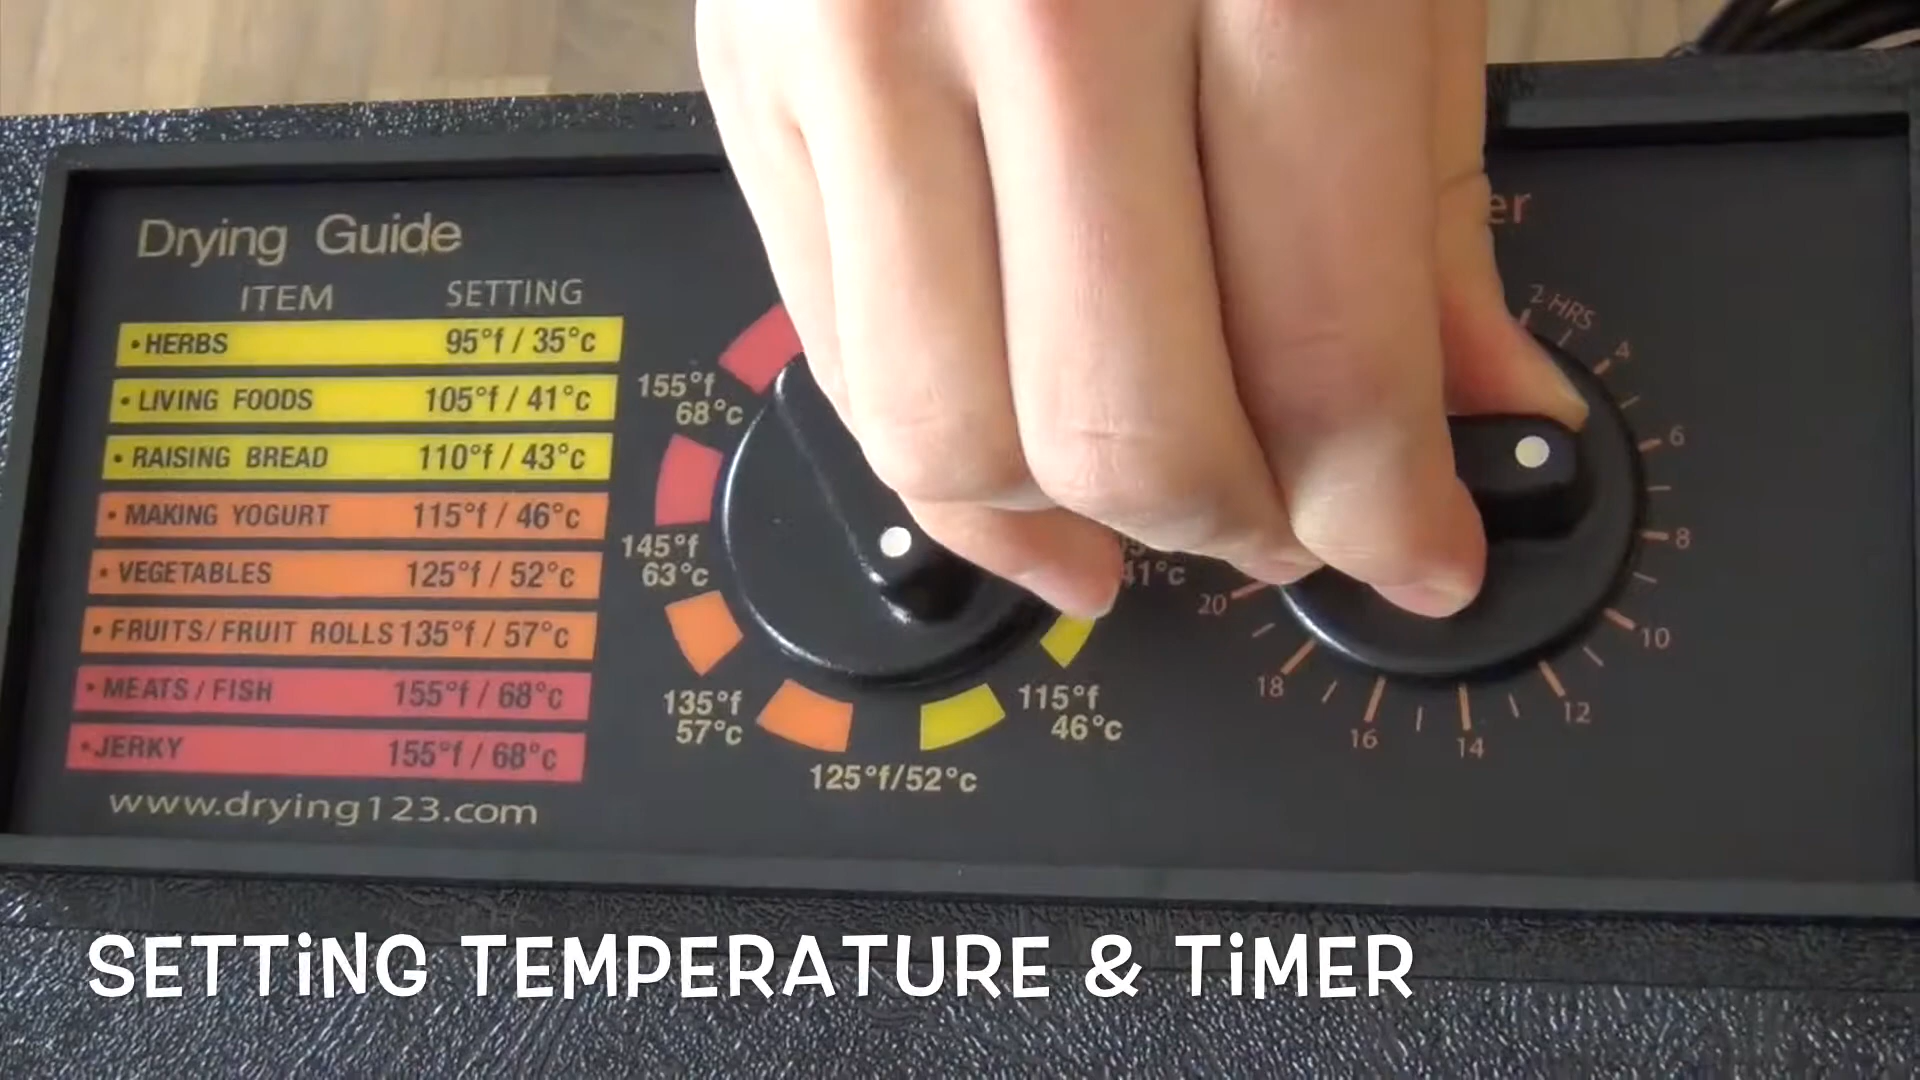 Drying Guide
ITEM SETTING
• HERBS 95°f / 35°c
• LIVING FOODS 105°f / 41°c
• RAISING BREAD 110°f / 43°c
• MAKING YOGURT 115°f / 46°c
• VEGETABLES 125°f / 52°c
• FRUITS/FRUIT ROLLS 135°f / 57°c
• MEATS / FISH 155°f / 68°c
• JERKY 155°f / 68°c
www.drying123.com
155°f
68°c
145°f
63°c
135°f
57°c
125°f/52°c
115°f
46°c
41°c
er
2 HRS
4
6
8
10
12
14
16
18
20
SETTiNG TEMPERATURE & TiMER